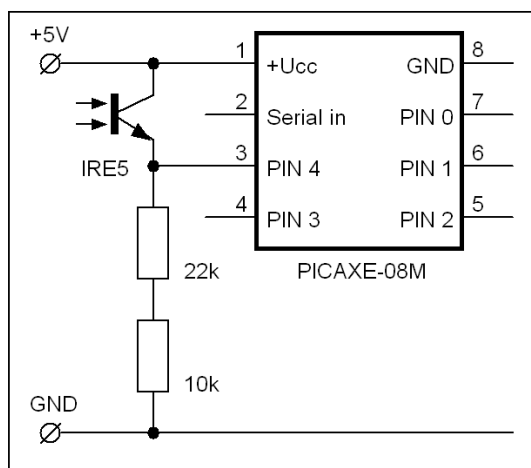 +5V
1
+Ucc
GND
8
2
Serial in
PIN 0
7
IRE5
3
PIN 4
PIN 1
6
4
PIN 3
PIN 2
5
22k
PICAXE-08M
10k
GND